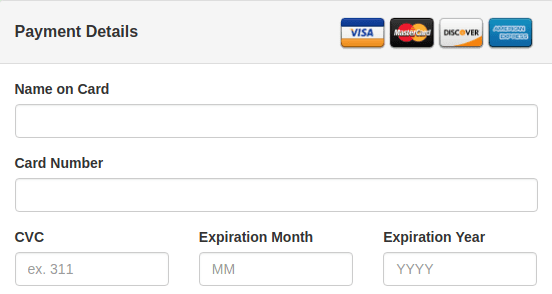 Payment Details VISA MasterCard DISCOVER AMERICAN EXPRESS
Name on Card
Card Number
CVC Expiration Month Expiration Year
ex. 311 MM YYYY